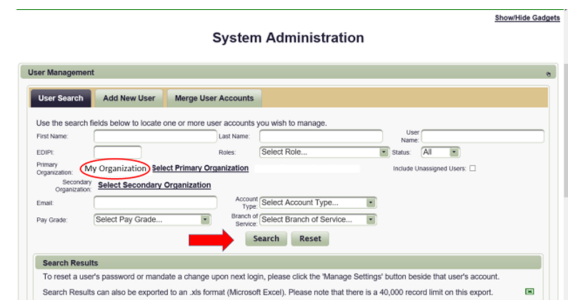 Show/Hide Gadgets
System Administration
User Management
User Search Add New User Merge User Accounts
Use the search fields below to locate one or more user accounts you wish to manage.
First Name: Last Name: User Name:
EDIPI: Roles: Select Role... Status: All
Primary Organization: My Organization Select Primary Organization Include Unassigned Users:
Secondary Organization: Select Secondary Organization
Email: Account Type: Select Account Type...
Pay Grade: Select Pay Grade... Branch of Service Select Branch of Service...
Search Reset
Search Results
To reset a user's password or mandate a change upon next login, please click the 'Manage Settings' button beside that user's account.
Search Results can also be exported to an .xls format (Microsoft Excel). Please note that there is a 40,000 record limit on this export.